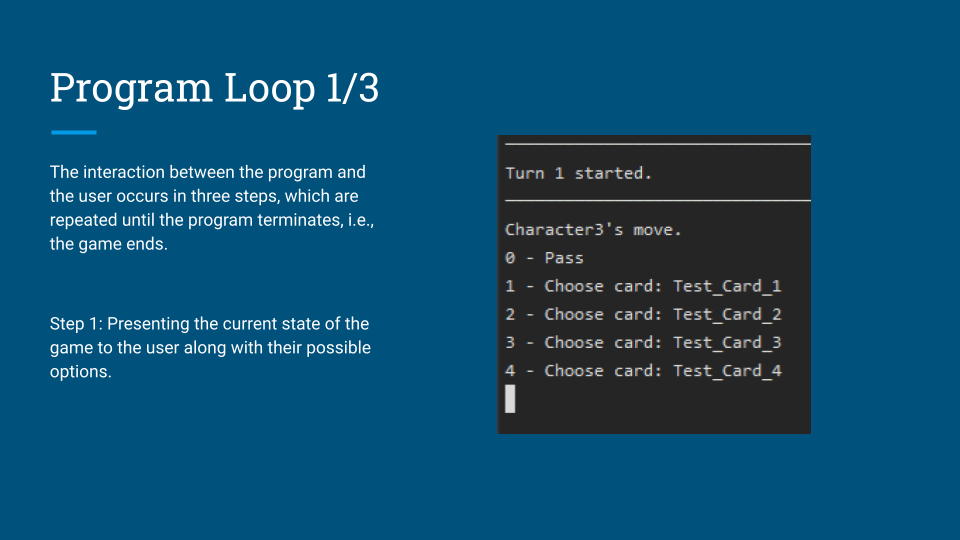 Program Loop 1/3
The interaction between the program and
the user occurs in three steps, which are
repeated until the program terminates, i.e.,
the game ends.
Step 1: Presenting the current state of the
game to the user along with their possible
options.
Turn 1 started.
Character3's move.
0 - Pass
1 - Choose card: Test_Card_1
2 - Choose card: Test_Card_2
3 - Choose card: Test_Card_3
4 - Choose card: Test_Card_4